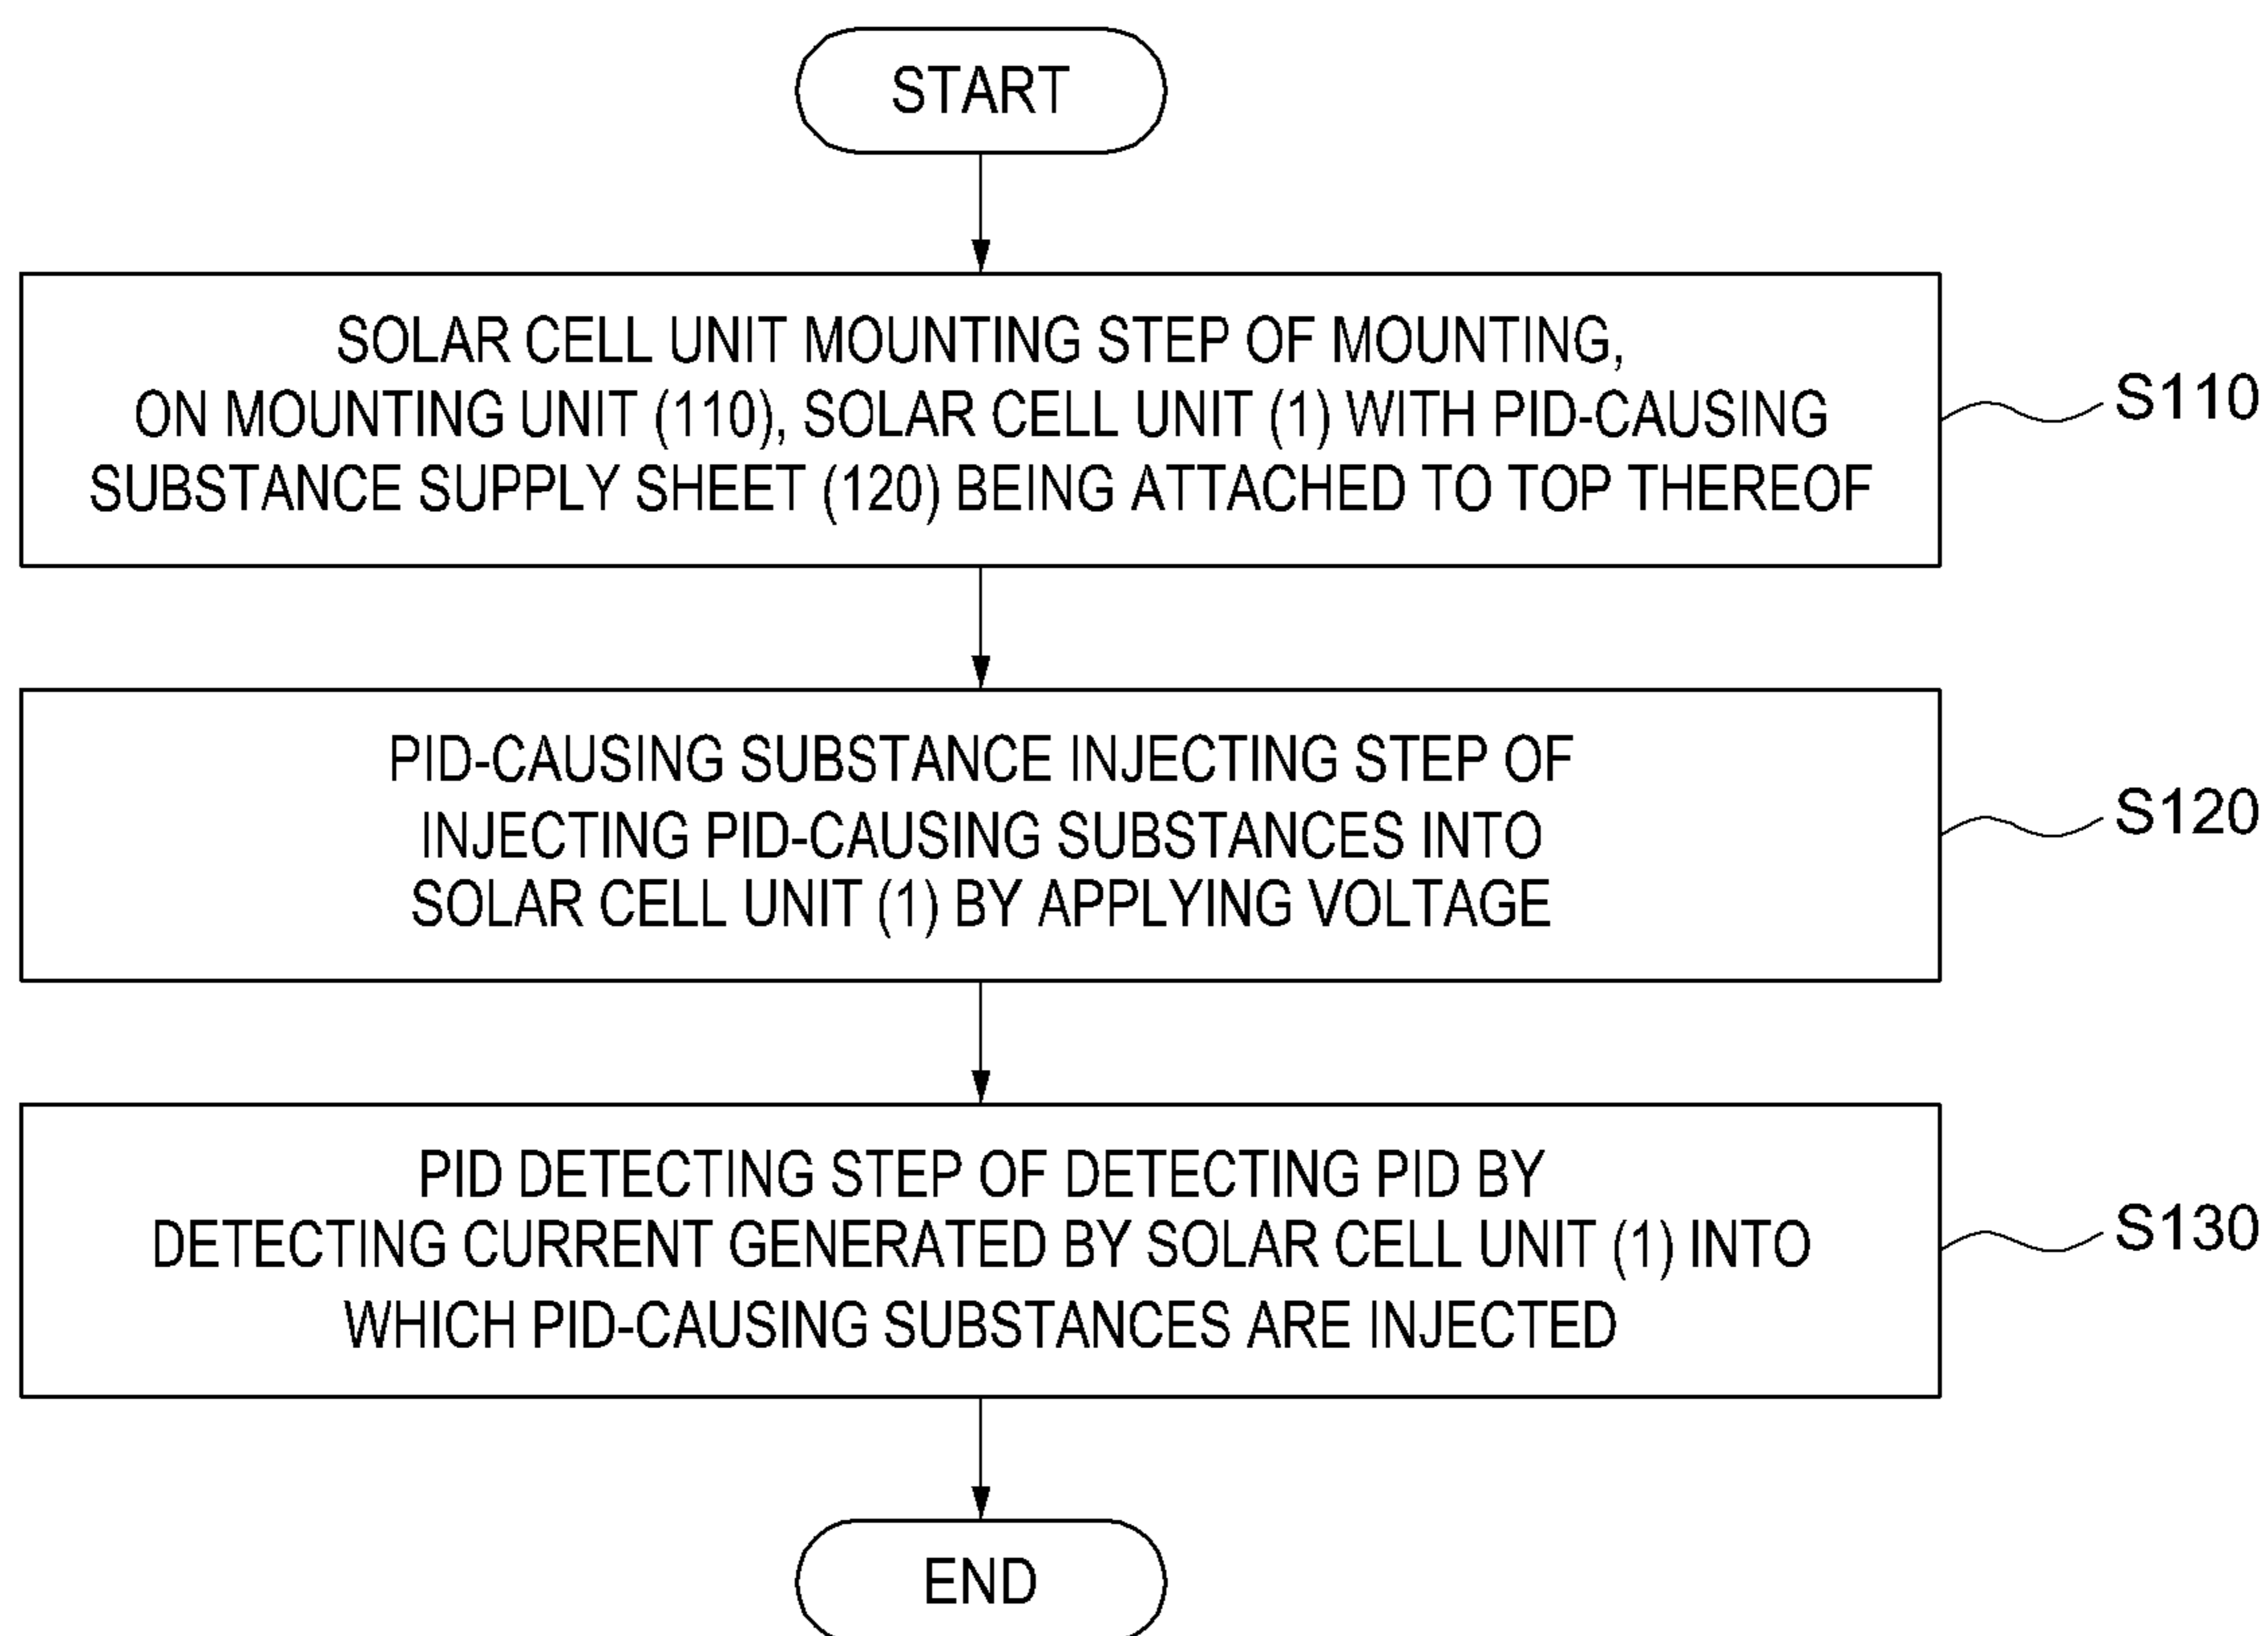 START
SOLAR CELL UNIT MOUNTING STEP OF MOUNTING,
ON MOUNTING UNIT (110), SOLAR CELL UNIT (1) WITH PID-CAUSING
SUBSTANCE SUPPLY SHEET (120) BEING ATTACHED TO TOP THEREOF
S110
PID-CAUSING SUBSTANCE INJECTING STEP OF
INJECTING PID-CAUSING SUBSTANCES INTO
SOLAR CELL UNIT (1) BY APPLYING VOLTAGE
S120
PID DETECTING STEP OF DETECTING PID BY
DETECTING CURRENT GENERATED BY SOLAR CELL UNIT (1) INTO
WHICH PID-CAUSING SUBSTANCES ARE INJECTED
S130
END